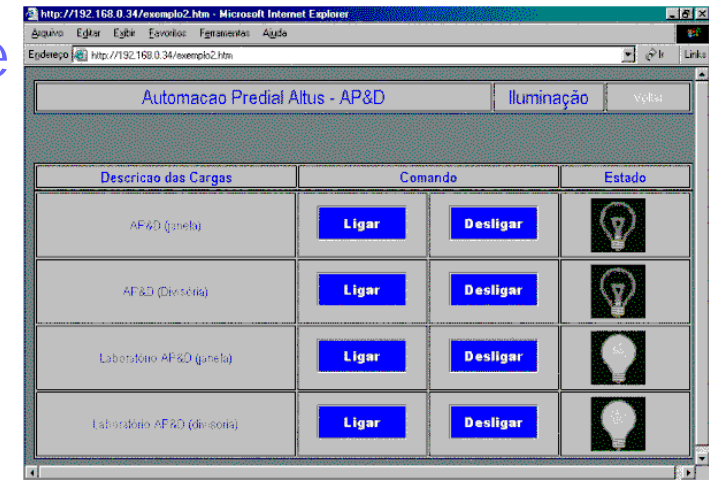 e
http://192.168.0.34/exemplo2.htm - Microsoft Internet Explorer
Arquivo Editar Exibir Favoritos Ferramentas Ajuda
Endereço http://192.168.0.34/exemplo2.htm Ir Links
Automacao Predial Altus - AP&D Iluminação Voltar
Descricao das Cargas Comando Estado
AP&D (janela) Ligar Desligar
AP&D (Divisória) Ligar Desligar
Laboratório AP&D (janela) Ligar Desligar
Laboratório AP&D (divisoria) Ligar Desligar